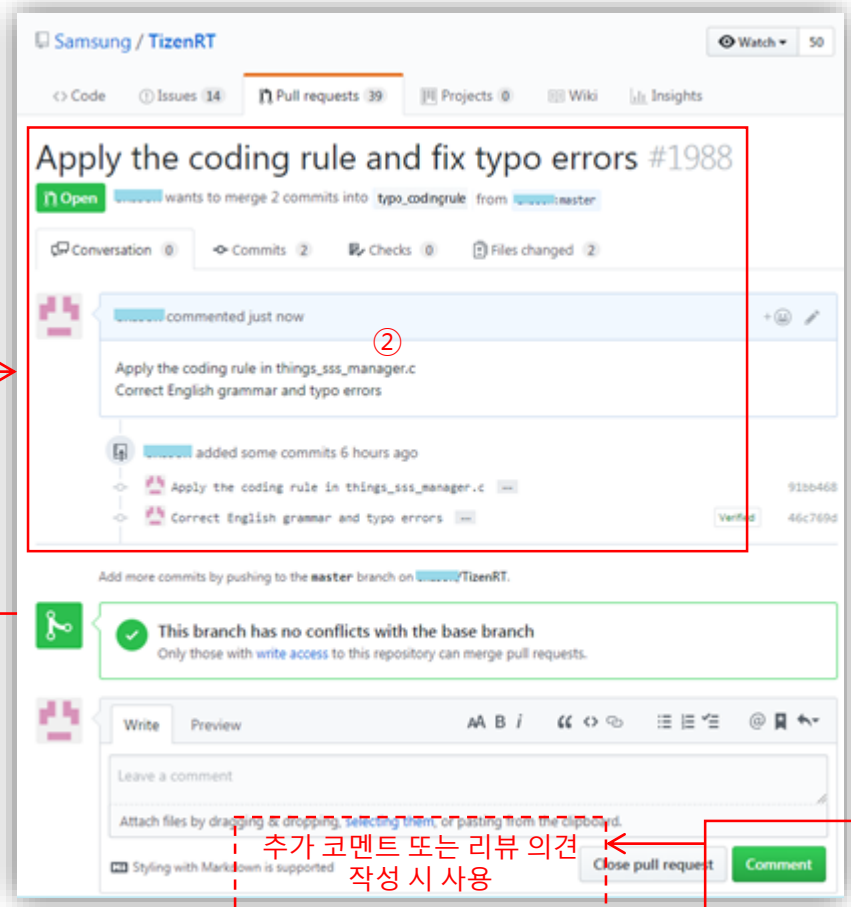 Samsung / TizenRT
Watch 50
<> Code Issues 14 Pull requests 39 Projects 0 Wiki Insights
Apply the coding rule and fix typo errors #1988
Open wants to merge 2 commits into typo_codingrule from :master
Conversation 0 Commits 2 Checks 0 Files changed 2
commented just now
②
Apply the coding rule in things_sss_manager.c
Correct English grammar and typo errors
added some commits 6 hours ago
Apply the coding rule in things_sss_manager.c 91bb468
Correct English grammar and typo errors Verified 46c769d
Add more commits by pushing to the master branch on /TizenRT.
This branch has no conflicts with the base branch
Only those with write access to this repository can merge pull requests.
Write Preview AA B i
Leave a comment
Attach files by dragging & dropping, selecting them, or pasting from the clipboard.
추가 코멘트 또는 리뷰 의견
작성 시 사용
Styling with Markdown is supported Close pull request Comment